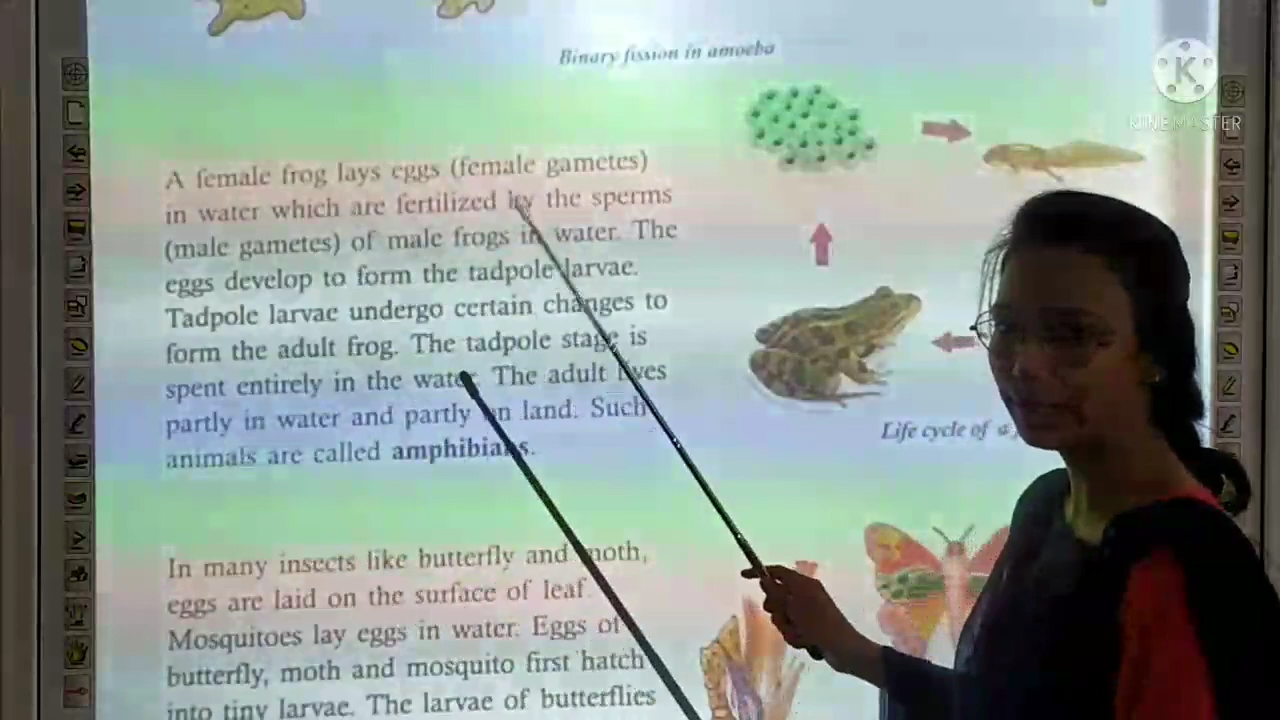 Binary fission in amoeba
KINEMASTER
A female frog lays eggs (female gametes)
in water which are fertilized by the sperms
(male gametes) of male frogs in water. The
eggs develop to form the tadpole larvae.
Tadpole larvae undergo certain changes to
form the adult frog. The tadpole stage is
spent entirely in the water. The adult lives
partly in water and partly on land. Such
animals are called amphibians.
Life cycle of a
In many insects like butterfly and moth,
eggs are laid on the surface of leaf.
Mosquitoes lay eggs in water. Eggs of
butterfly, moth and mosquito first hatch
into tiny larvae. The larvae of butterflies